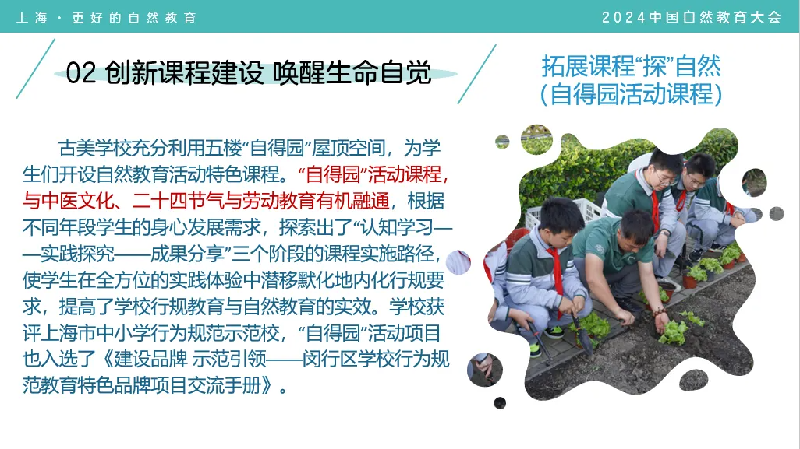 上海·更好的自然教育
2024中国自然教育大会
02 创新课程建设 唤醒生命自觉
拓展课程“探”自然
（自得园活动课程）
古美学校充分利用五楼“自得园”屋顶空间，为学
生们开设自然教育活动特色课程。“自得园”活动课程，
与中医文化、二十四节气与劳动教育有机融通，根据
不同年段学生的身心发展需求，探索出了“认知学习—
—实践探究——成果分享”三个阶段的课程实施路径，
使学生在全方位的实践体验中潜移默化地内化行规要
求，提高了学校行规教育与自然教育的实效。学校获
评上海市中小学行为规范示范校，“自得园”活动项目
也入选了《建设品牌 示范引领——闵行区学校行为规
范教育特色品牌项目交流手册》。